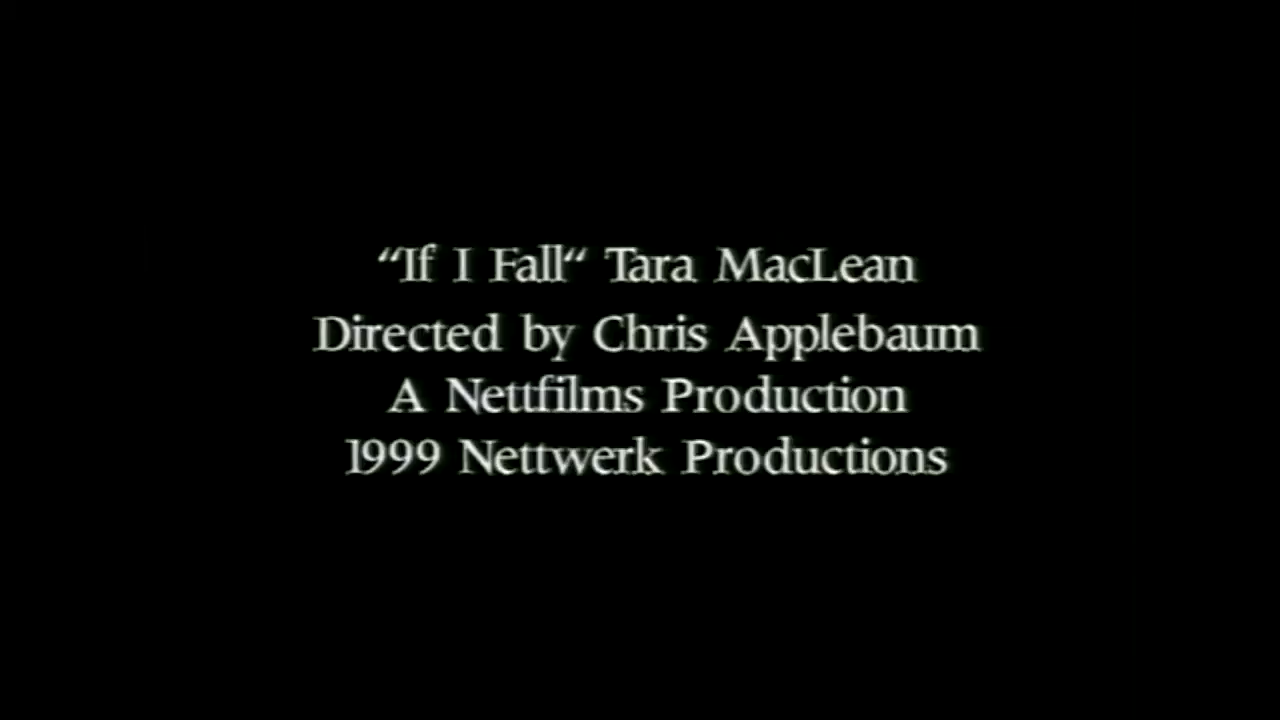 “If I Fall“ Tara MacLean
Directed by Chris Applebaum
A Nettfilms Production
1999 Nettwerk Productions